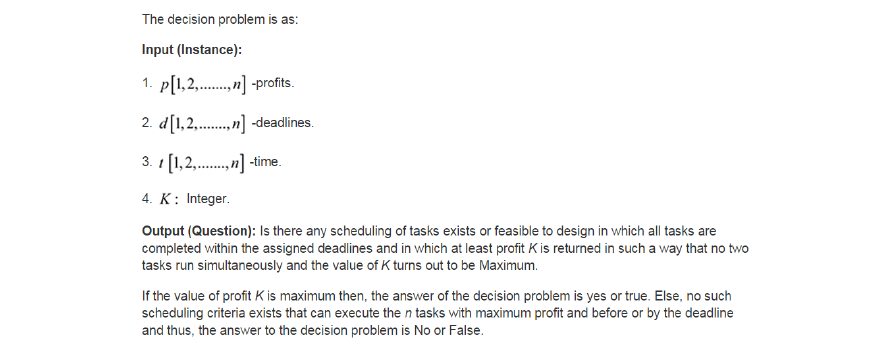 The decision problem is as:
Input (Instance):
1. p[1,2,.......,n] -profits.
2. d[1,2,.......,n] -deadlines.
3. t [1,2,.......,n] -time.
4. K : Integer.
Output (Question): Is there any scheduling of tasks exists or feasible to design in which all tasks are
completed within the assigned deadlines and in which at least profit K is returned in such a way that no two
tasks run simultaneously and the value of K turns out to be Maximum.
If the value of profit K is maximum then, the answer of the decision problem is yes or true. Else, no such
scheduling criteria exists that can execute the n tasks with maximum profit and before or by the deadline
and thus, the answer to the decision problem is No or False.